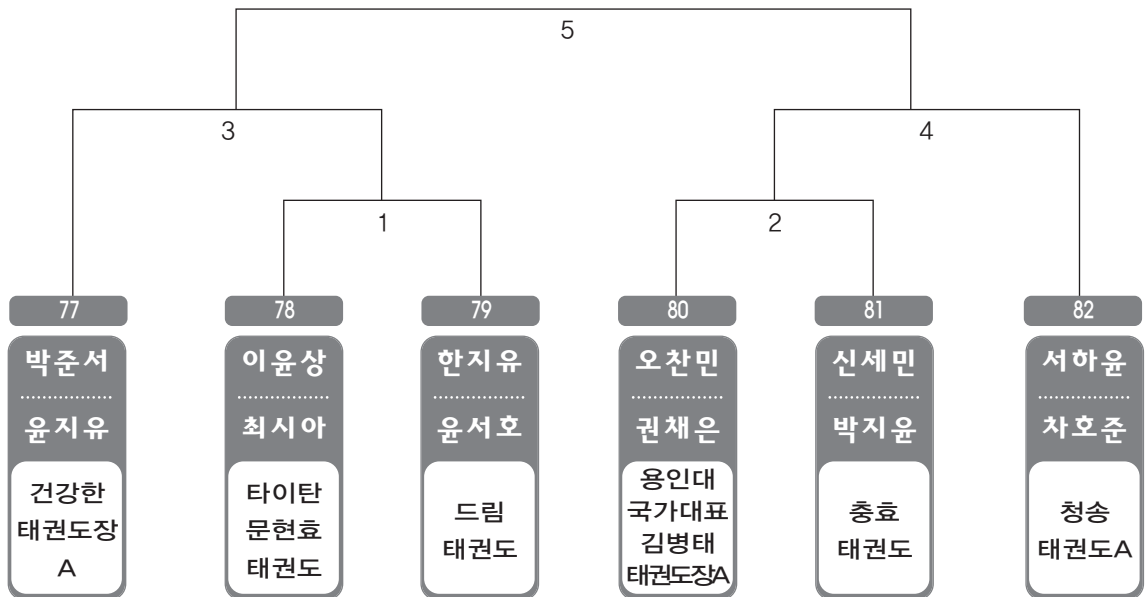 5
3
4
1
2
77
박준서
윤지유
건강한
태권도장
A
78
이윤상
최시아
타이탄
문현효
태권도
79
한지유
윤서호
드림
태권도
80
오찬민
권채은
용인대
국가대표
김병태
태권도장A
81
신세민
박지윤
충효
태권도
82
서하윤
차호준
청송
태권도A